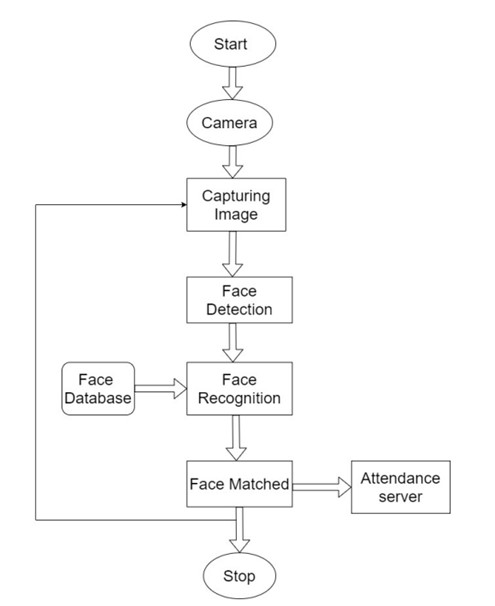 Start
Camera
Capturing
Image
Face
Detection
Face
Database
Face
Recognition
Face Matched
Attendance
server
Stop